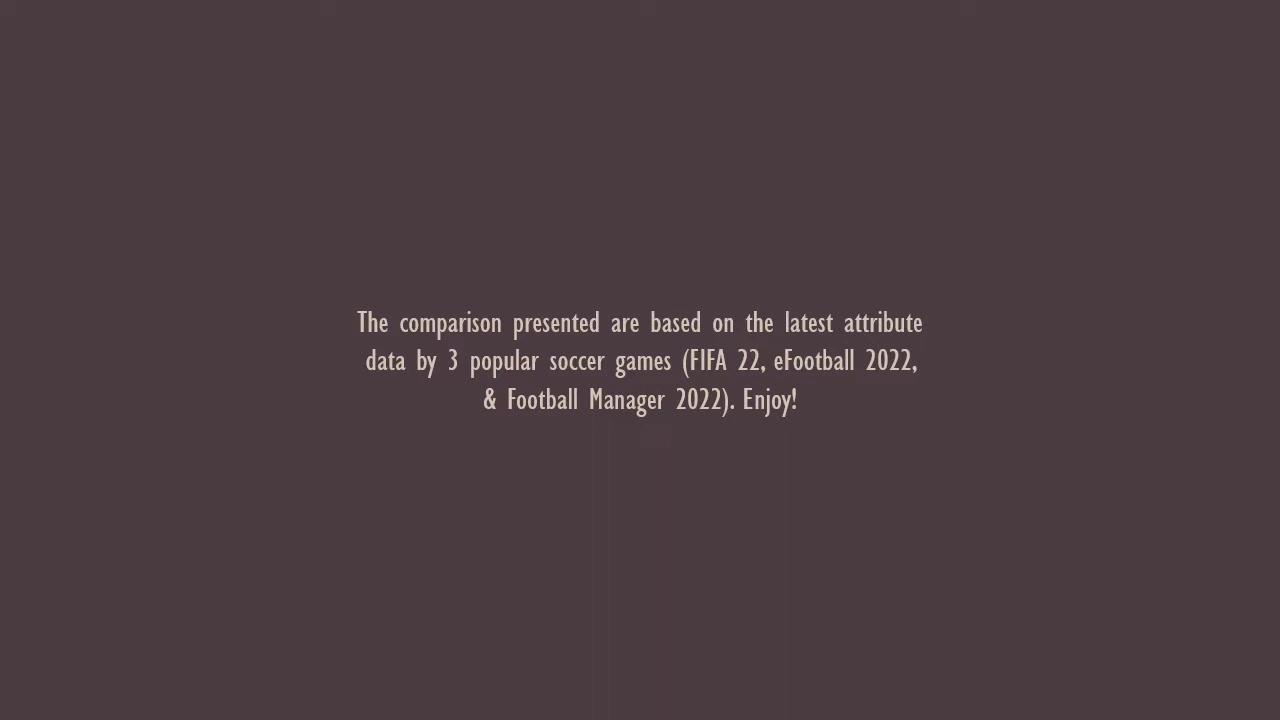 The comparison presented are based on the latest attribute
data by 3 popular soccer games (FIFA 22, eFootball 2022,
& Football Manager 2022). Enjoy!